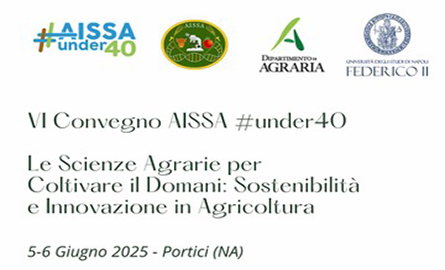 #AISSA
under40
AISSA
DIPARTIMENTO DI
AGRARIA
UNIVERSITÀ DEGLI STUDI DI NAPOLI
FEDERICO II
VI Convegno AISSA #under40
Le Scienze Agrarie per
Coltivare il Domani: Sostenibilità
e Innovazione in Agricoltura
5-6 Giugno 2025 - Portici (NA)